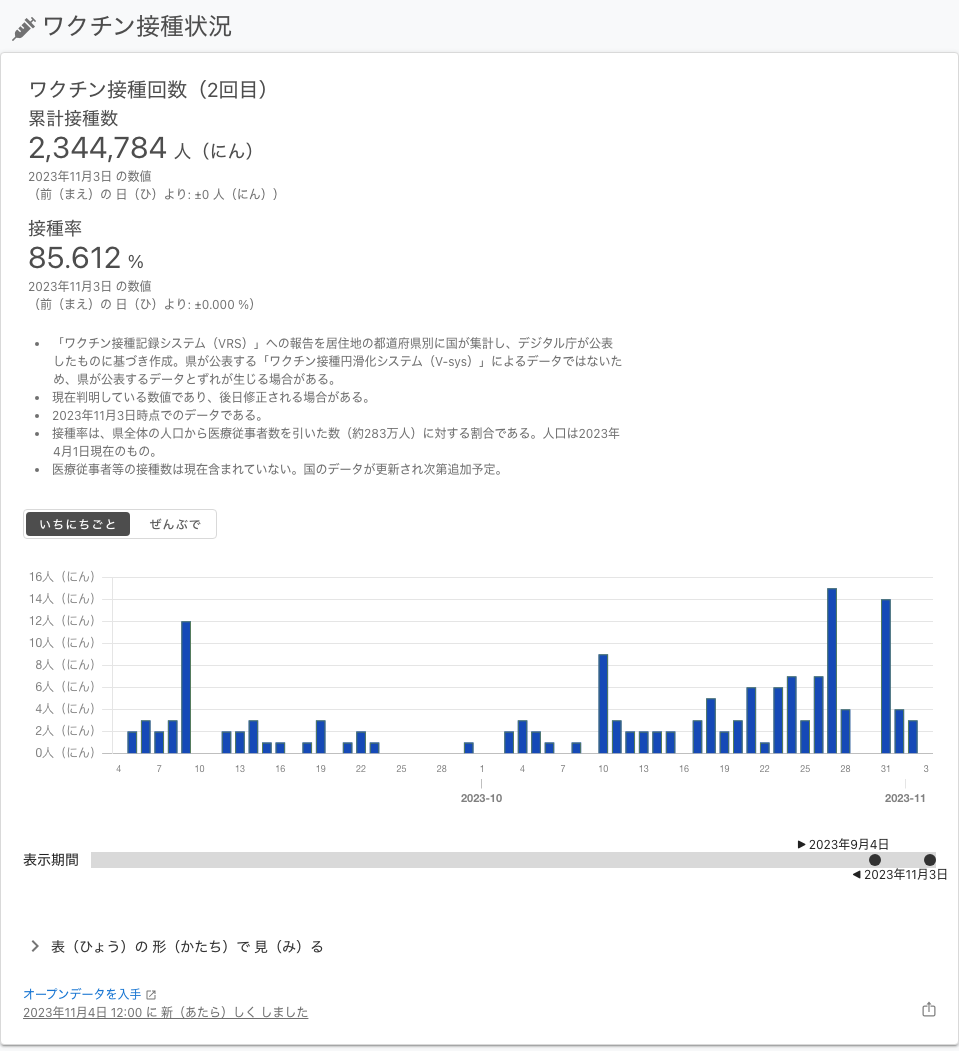 ワクチン接種状況
ワクチン接種回数（2回目）
累計接種数
2,344,784 人（にん）
2023年11月3日 の数値
（前（まえ）の 日（ひ）より: ±0 人（にん））
接種率
85.612 %
2023年11月3日 の数値
（前（まえ）の 日（ひ）より: ±0.000 %）
• 「ワクチン接種記録システム（VRS）」への報告を居住地の都道府県別に国が集計し、デジタル庁が公表
したものに基づき作成。県が公表する「ワクチン接種円滑化システム（V-sys）」によるデータではないた
め、県が公表するデータとずれが生じる場合がある。
• 現在判明している数値であり、後日修正される場合がある。
• 2023年11月3日時点でのデータである。
• 接種率は、県全体の人口から医療従事者数を引いた数（約283万人）に対する割合である。人口は2023年
4月1日現在のもの。
• 医療従事者等の接種数は現在含まれていない。国のデータが更新され次第追加予定。
いちにちごと ぜんぶで
16人（にん）
14人（にん）
12人（にん）
10人（にん）
8人（にん）
6人（にん）
4人（にん）
2人（にん）
0人（にん）
4 7 10 13 16 19 22 25 28 1 4 7 10 13 16 19 22 25 28 31 3
2023-10 2023-11
▶ 2023年9月4日
表示期間
◀ 2023年11月3日
表（ひょう）の 形（かたち）で 見（み）る
オープンデータを入手
2023年11月4日 12:00 に 新（あたら）しく しました